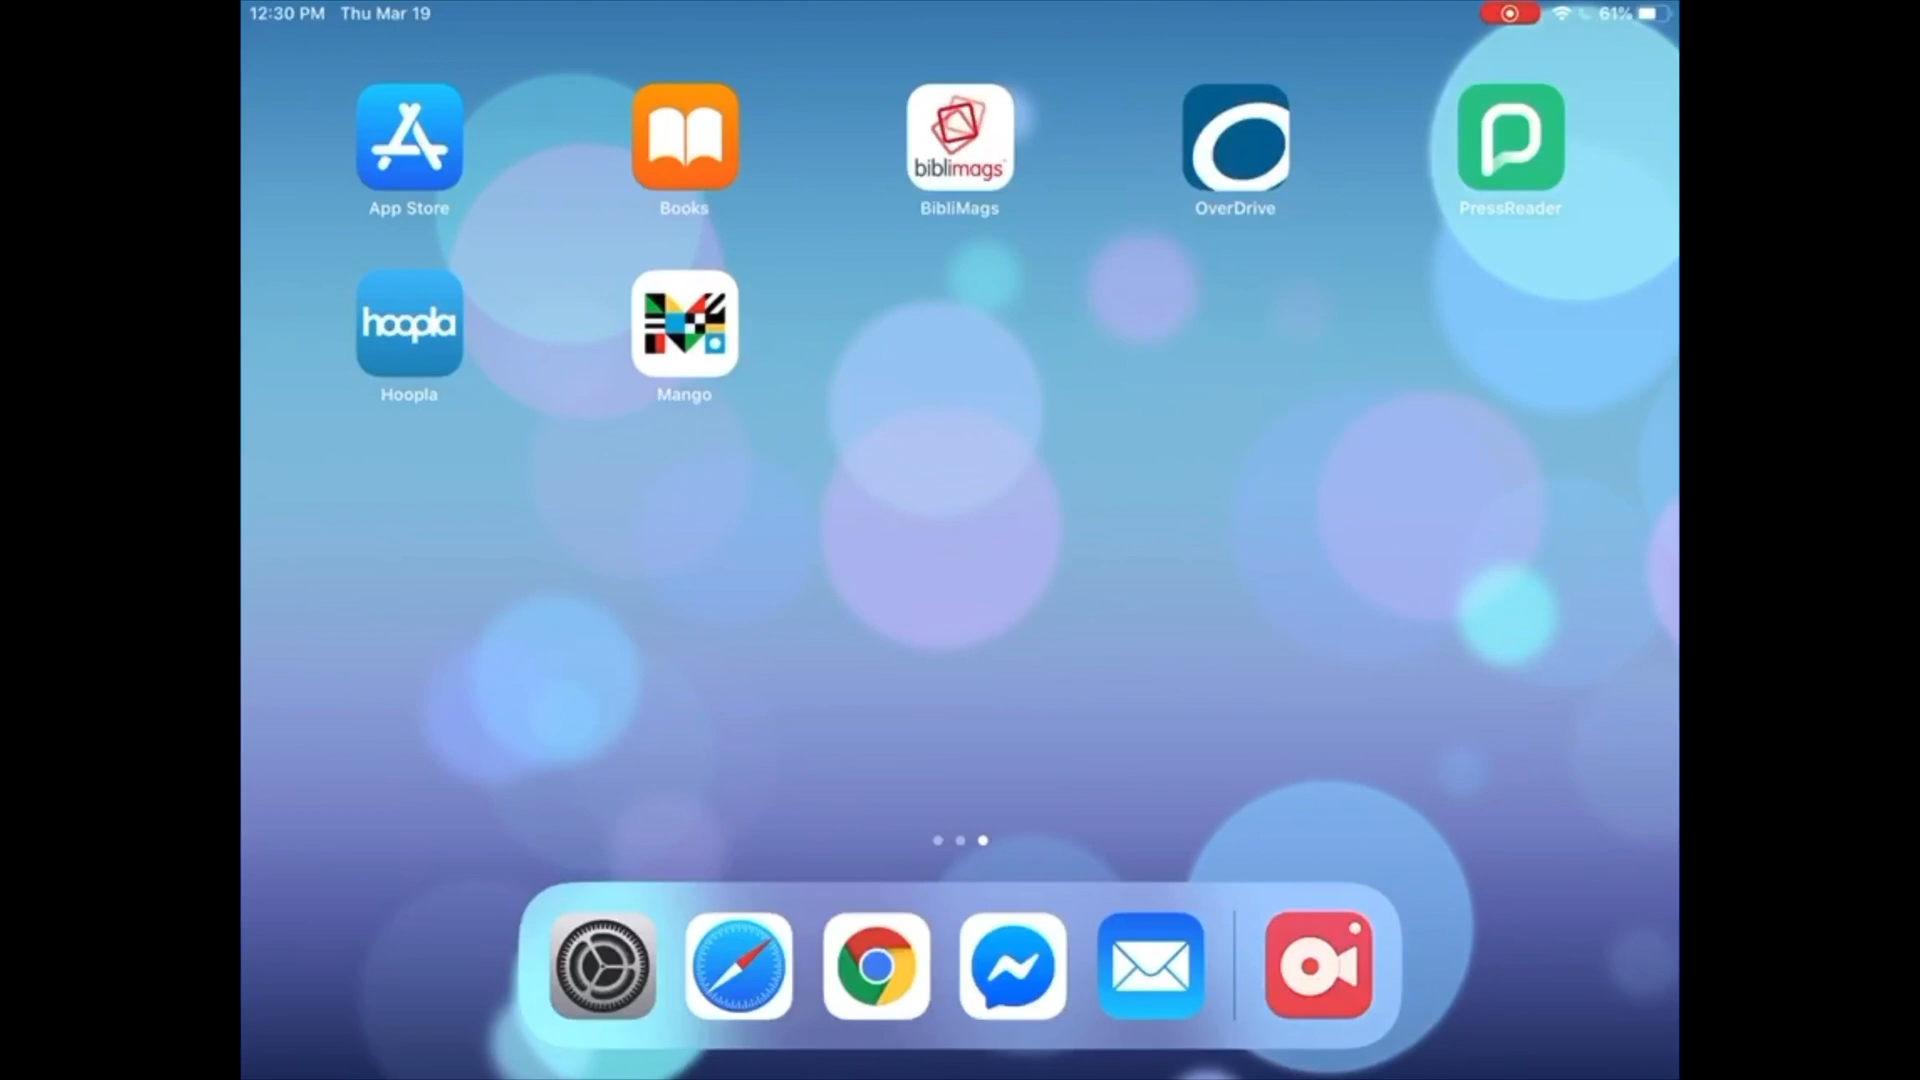 12:30 PM Thu Mar 19
61%
biblimags
App Store
Books
BibliMags
OverDrive
PressReader
hoopla
Hoopla
Mango